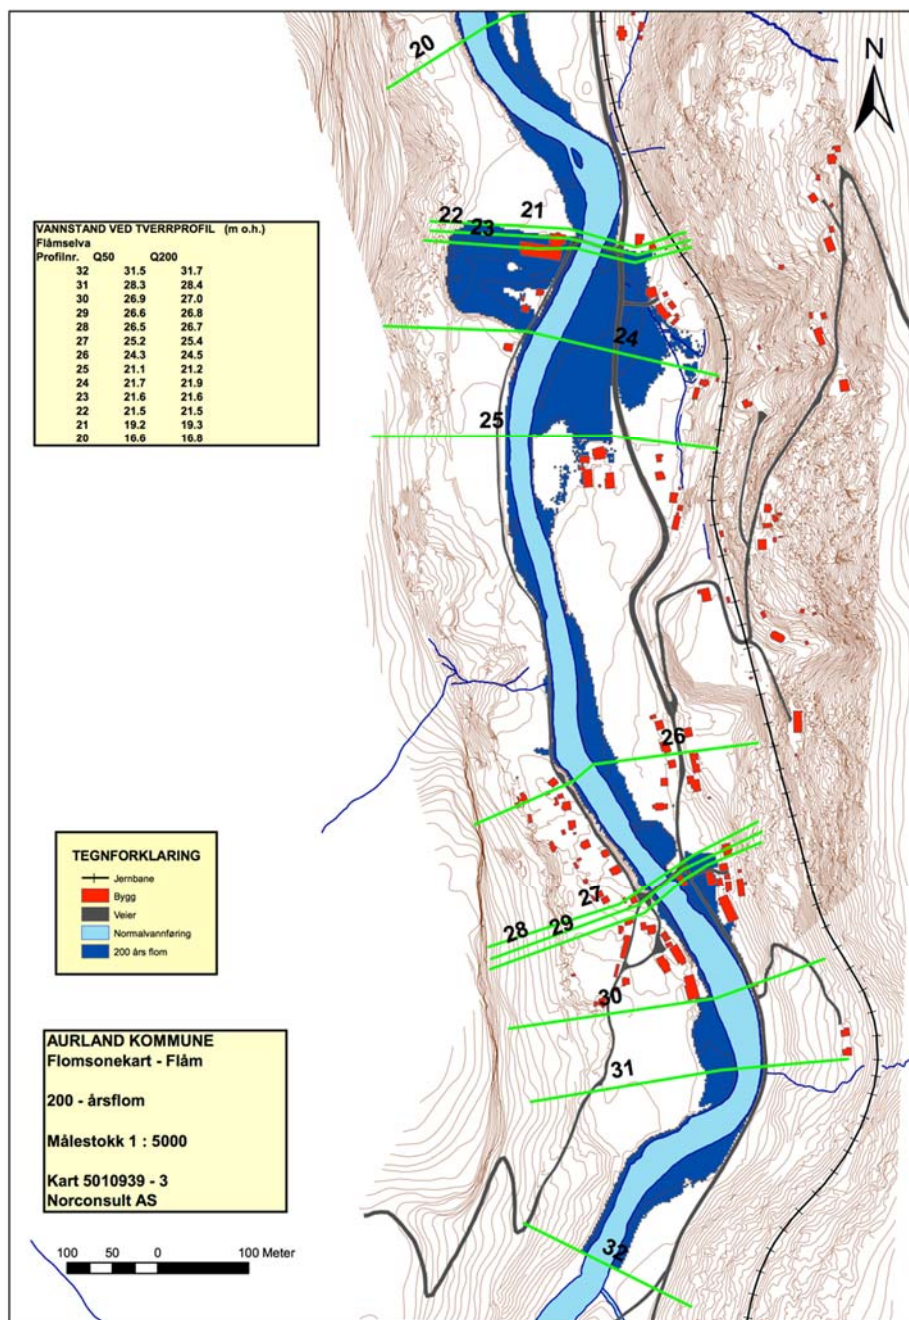 20
N
21
22
23
VANNSTAND VED TVERRPROFIL (m o.h.)
Flåmselva
Profilnr. Q50 Q200
32 31.5 31.7
31 28.3 28.4
30 26.9 27.0
29 26.6 26.8
28 26.5 26.7
27 25.2 25.4
26 24.3 24.5
25 21.1 21.2
24 21.7 21.9
23 21.6 21.6
22 21.5 21.5
21 19.2 19.3
20 16.6 16.8
24
25
26
TEGNFORKLARING
Jernbane
Bygg
Veier
Normalvannføring
200 års flom
27
28
29
30
31
AURLAND KOMMUNE
Flomsonekart - Flåm
200 - årsflom
Målestokk 1 : 5000
Kart 5010939 - 3
Norconsult AS
32
100 50 0 100 Meter